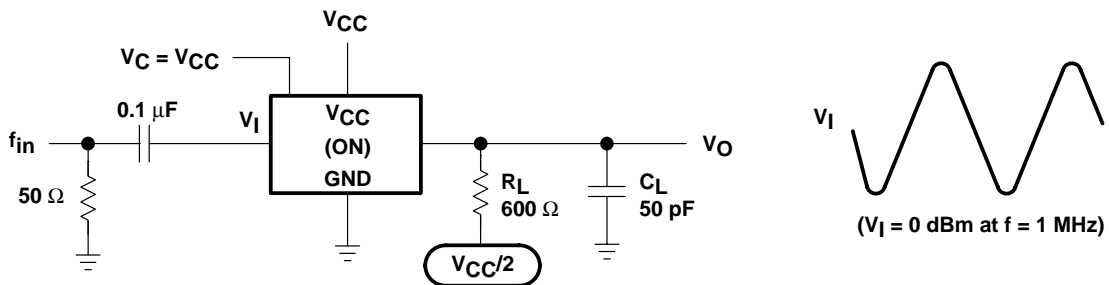 VCC
VC = VCC
0.1 μF
fin
VI
VCC
(ON)
GND
VO
50 Ω
RL
600 Ω
CL
50 pF
VCC/2
VI
(VI = 0 dBm at f = 1 MHz)